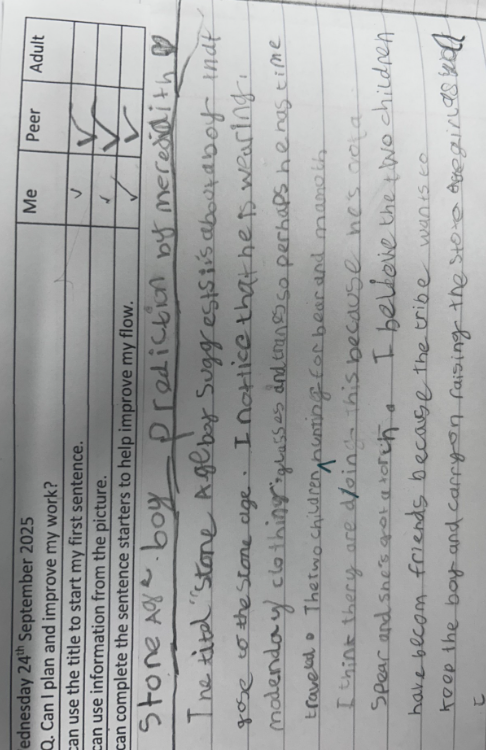 ednesday 24th September 2025
Q. Can I plan and improve my work?
Me Peer Adult
can use the title to start my first sentence. ✓ ✓
can use information from the picture. ✓ ✓
can complete the sentence starters to help improve my flow. ✓ ✓
Stone Age boy prediction by meredith
The titel "stone Age boy suggests it's about a boy that
gose to the stone age. I notice that he is wearing
modenday clothing, glasses and so perhaps he has time
traveled. The two children hunting for bear and mamoth
I think thery are doing this because he's got a
Spear and she's got a torch. I believe the two children
have becom friends because the tribe wants to
keep the boy and carry on raising the stone